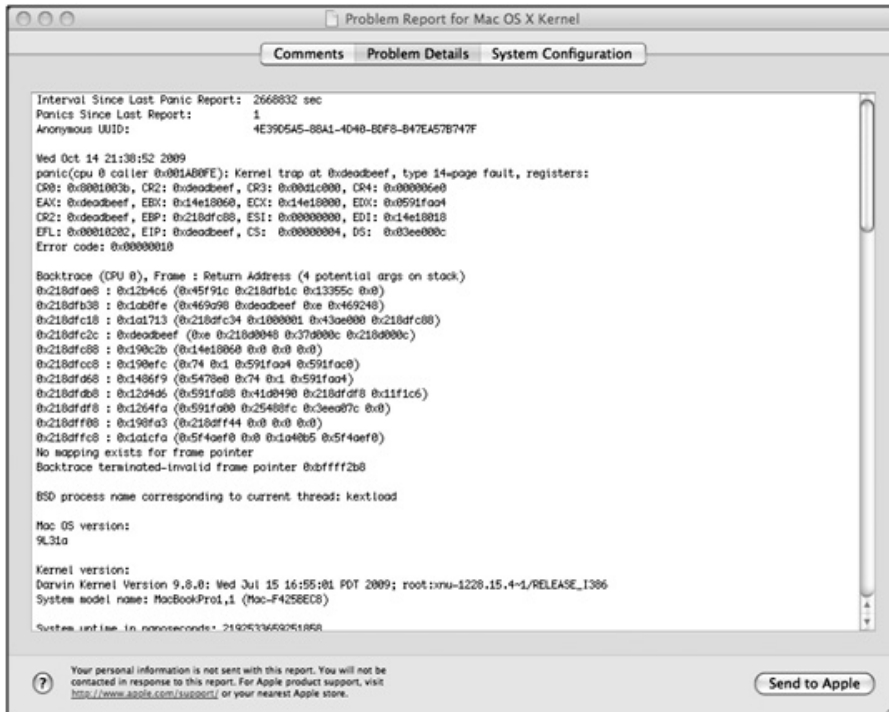 Problem Report for Mac OS X Kernel
Comments Problem Details System Configuration
Interval Since Last Panic Report: 2668832 sec
Panics Since Last Report: 1
Anonymous UUID: 4E39D5A5-88A1-4D40-BDF8-B47EA57B747F
Wed Oct 14 21:38:52 2009
panic(cpu 0 caller 0x001AB0FE): Kernel trap at 0xdeadbeef, type 14=page fault, registers:
CR0: 0x8001003b, CR2: 0xdeadbeef, CR3: 0x00d1c000, CR4: 0x000006e0
EAX: 0xdeadbeef, EBX: 0x14e18060, ECX: 0x14e18000, EDX: 0x0591faa4
CR2: 0xdeadbeef, EBP: 0x218dfc88, ESI: 0x00000000, EDI: 0x14e18018
EFL: 0x00010202, EIP: 0xdeadbeef, CS: 0x00000004, DS: 0x03ee000c
Error code: 0x00000010
Backtrace (CPU 0), Frame : Return Address (4 potential args on stack)
0x218dfae8 : 0x12b4c6 (0x45f91c 0x218dfb1c 0x13355c 0x0)
0x218dfb38 : 0x1ab0fe (0x469a98 0xdeadbeef 0xe 0x469248)
0x218dfc18 : 0x1a1713 (0x218dfc34 0x1000001 0x43ae000 0x218dfc88)
0x218dfc2c : 0xdeadbeef (0xe 0x218d0048 0x37d000c 0x218d000c)
0x218dfc88 : 0x190c2b (0x14e18060 0x0 0x0 0x0)
0x218dfcc8 : 0x190efc (0x74 0x1 0x591faa4 0x591fac0)
0x218dfd68 : 0x1486f9 (0x5478e0 0x74 0x1 0x591faa4)
0x218dfdb8 : 0x12d4d6 (0x591fa88 0x41d0490 0x218dfdf8 0x11f1c6)
0x218dfdf8 : 0x1264fa (0x591fa00 0x25488fc 0x3eea07c 0x0)
0x218dff08 : 0x198fa3 (0x218dff44 0x0 0x0 0x0)
0x218dffc8 : 0x1a1cfa (0x5f4aef0 0x0 0x1a40b5 0x5f4aef0)
No mapping exists for frame pointer
Backtrace terminated-invalid frame pointer 0xbffff2b8
BSD process name corresponding to current thread: kextload
Mac OS version:
9L31a
Kernel version:
Darwin Kernel Version 9.8.0: Wed Jul 15 16:55:01 PDT 2009; root:xnu-1228.15.4~1/RELEASE_I386
System model name: MacBookPro1,1 (Mac-F425BEC8)
System uptime in nanoseconds: 2192533659251858
Your personal information is not sent with this report. You will not be
contacted in response to this report. For Apple product support, visit
http://www.apple.com/support/ or your nearest Apple store.
Send to Apple